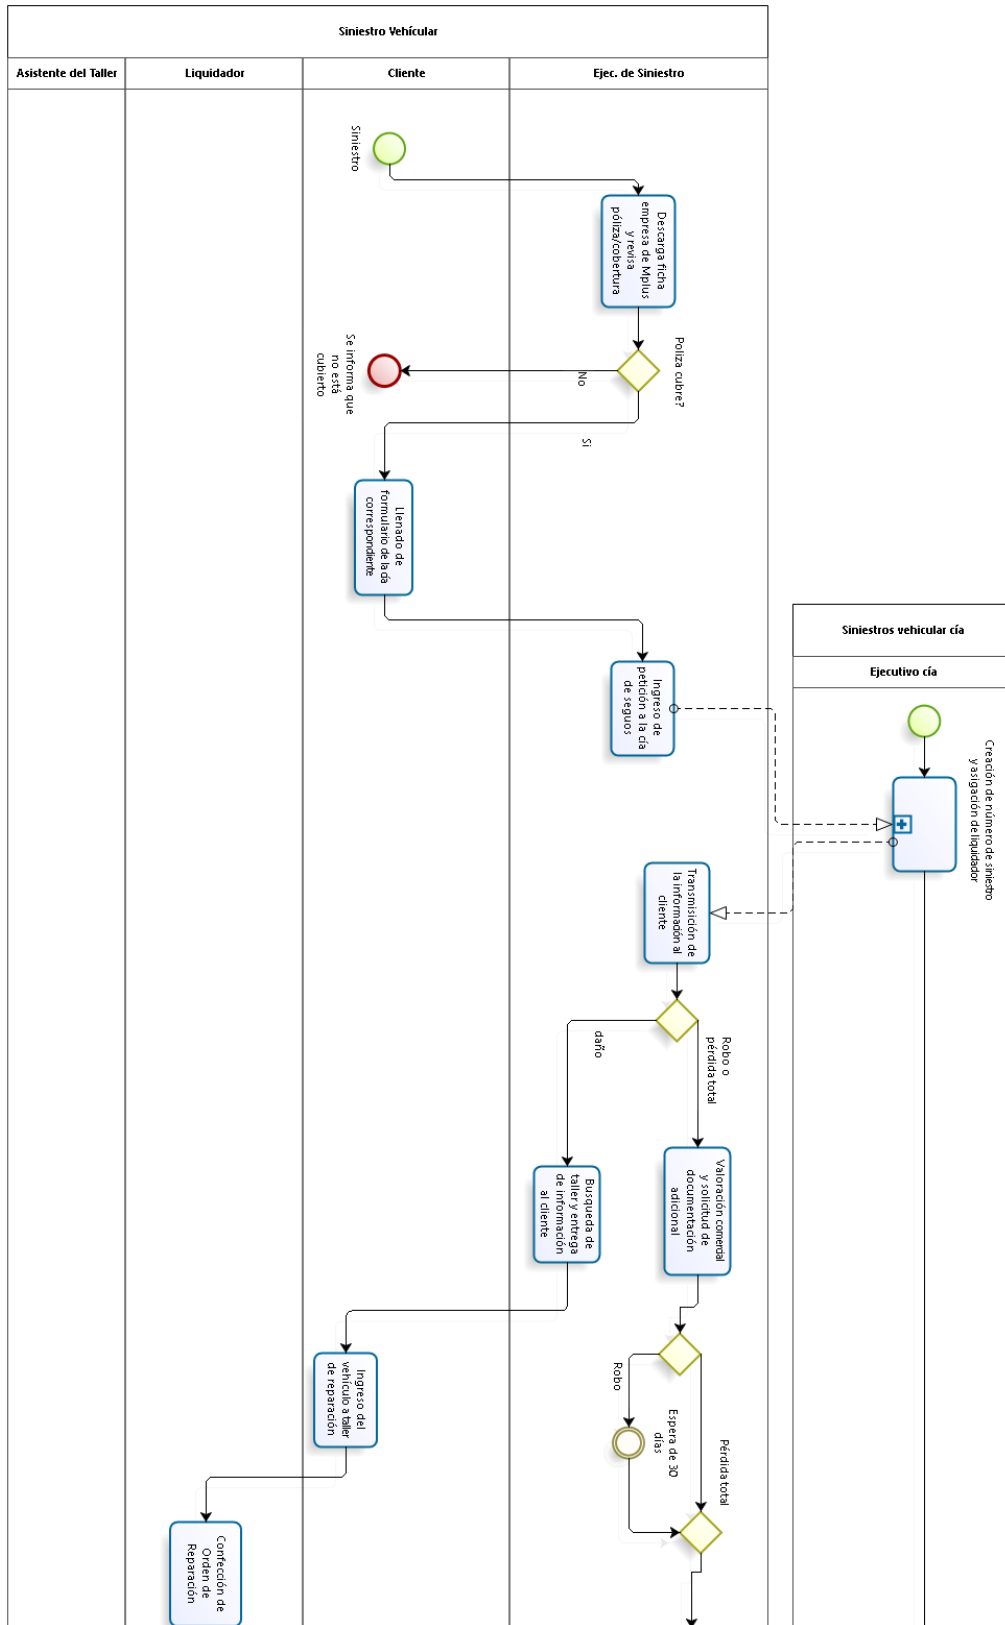 Siniestro Vehícular
Asistente del Taller
Liquidador
Cliente
Ejec. de Siniestro
Siniestro
Descarga ficha
empresa de Mplus
y revisa
póliza/cobertura
Poliza cubre?
No
Se informa que
no está
cubierto
Si
Llenado de
formulario de la cía
correspondiente
Siniestros vehicular cía
Ejecutivo cía
Ingreso de
petición a la cía
de seguos
Creación de número de siniestro
y asigación de liquidador
Transmisición de
la información al
cliente
Robo o
pérdida total
daño
Valoración comercial
y solicitud de
documentación
adicional
Busqueda de
taller y entrega
de información
al cliente
Ingreso del
vehículo a taller
de reparación
Robo
Espera de 30
días
Pérdida total
Confección de
Orden de
Reparación